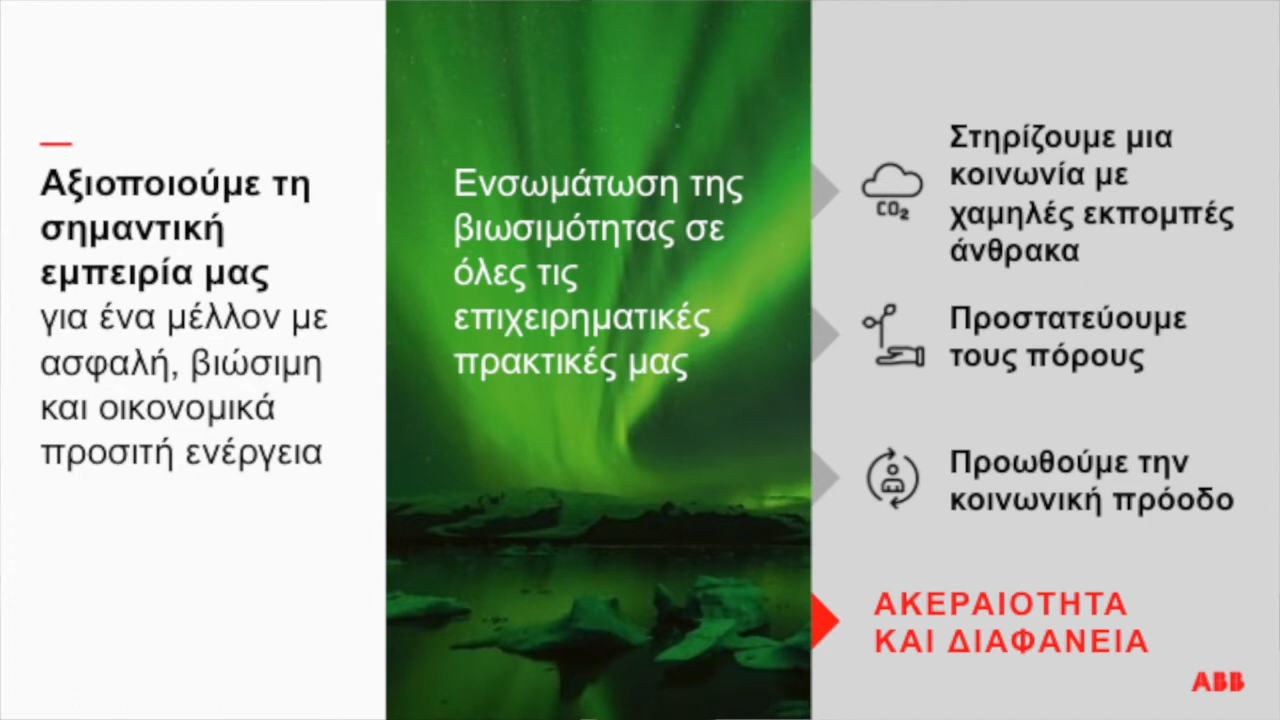 Αξιοποιούμε τη
σημαντική
εμπειρία μας
για ένα μέλλον με
ασφαλή, βιώσιμη
και οικονομικά
προσιτή ενέργεια
Ενσωμάτωση της
βιωσιμότητας σε
όλες τις
επιχειρηματικές
πρακτικές μας
CO₂
Στηρίζουμε μια
κοινωνία με
χαμηλές εκπομπές
άνθρακα
Προστατεύουμε
τους πόρους
Προωθούμε την
κοινωνική πρόοδο
ΑΚΕΡΑΙΟΤΗΤΑ
ΚΑΙ ΔΙΑΦΑΝΕΙΑ
ABB